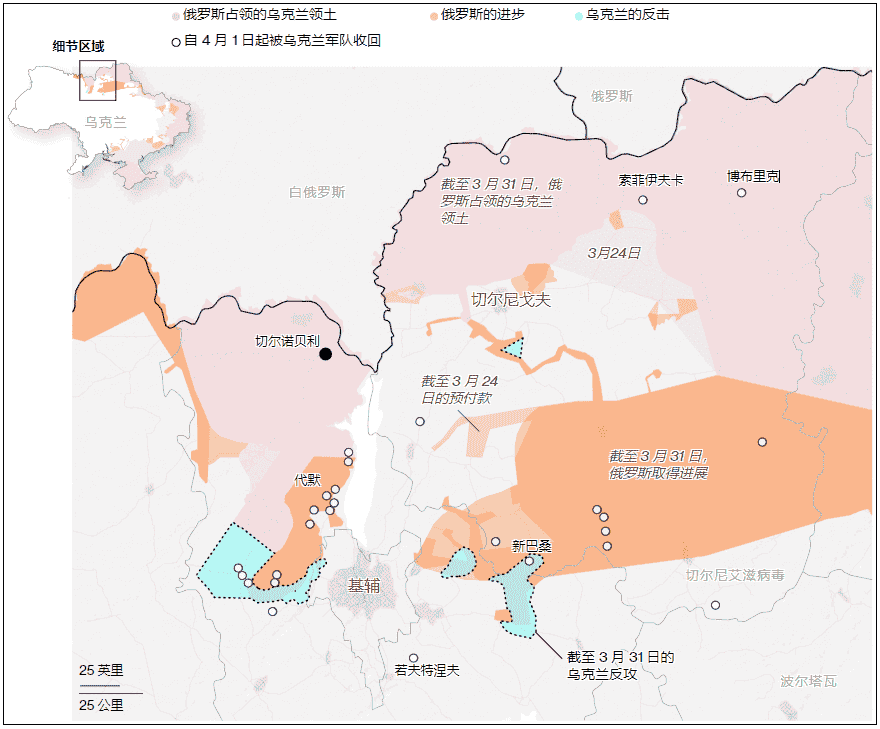 俄罗斯占领的乌克兰领土
俄罗斯的进步
乌克兰的反击
自 4 月 1 日起被乌克兰军队收回
细节区域
乌克兰
俄罗斯
白俄罗斯
截至 3 月 31 日，俄
罗斯占领的乌克兰
领土
索菲伊夫卡
博布里克
3月24日
切尔尼戈夫
切尔诺贝利
截至 3 月 24
日的预付款
截至 3 月 31 日，
俄罗斯取得进展
代默
新巴桑
基辅
切尔尼艾滋病毒
若夫特涅夫
截至 3 月 31 日的
乌克兰反攻
波尔塔瓦
25 英里
25 公里